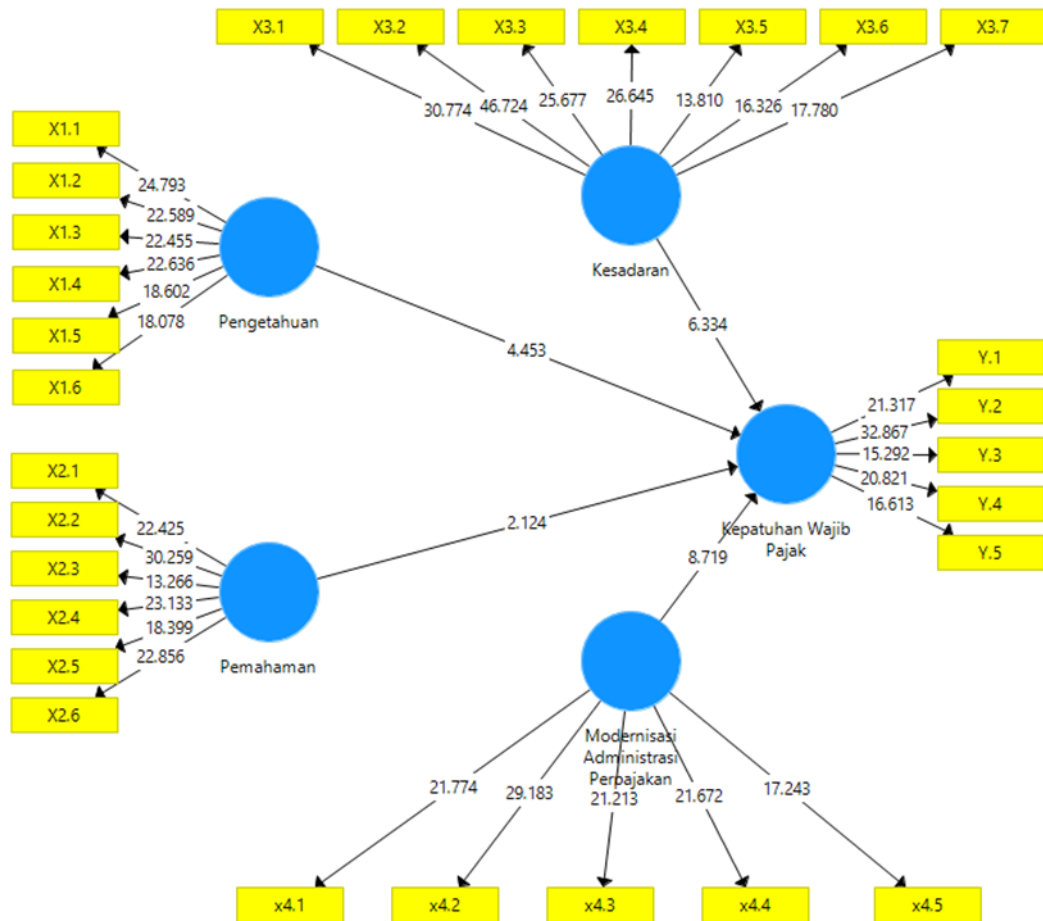 X3.1
X3.2
X3.3
X3.4
X3.5
X3.6
X3.7
30.774
46.724
25.677
26.645
13.810
16.326
17.780
Kesadaran
X1.1
X1.2
X1.3
X1.4
X1.5
X1.6
24.793
22.589
22.455
22.636
18.602
18.078
Pengetahuan
4.453
6.334
X2.1
X2.2
X2.3
X2.4
X2.5
X2.6
22.425
30.259
13.266
23.133
18.399
22.856
Pemahaman
2.124
8.719
Y.1
Y.2
Y.3
Y.4
Y.5
21.317
32.867
15.292
20.821
16.613
Kepatuhan Wajib
Pajak
Modernisasi
Administrasi
Perpajakan
21.774
29.183
21.213
21.672
17.243
x4.1
x4.2
x4.3
x4.4
x4.5